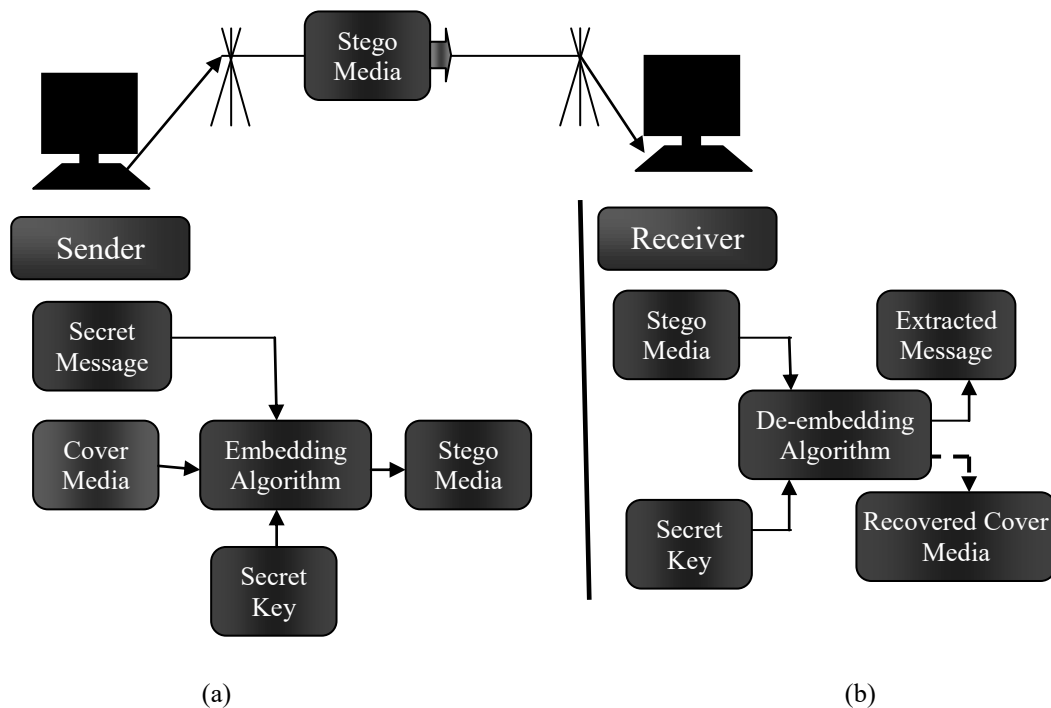 Stego
Media
Sender
Secret
Message
Cover
Media
Embedding
Algorithm
Stego
Media
Secret
Key
(a)
Receiver
Stego
Media
Extracted
Message
De-embedding
Algorithm
Secret
Key
Recovered Cover
Media
(b)